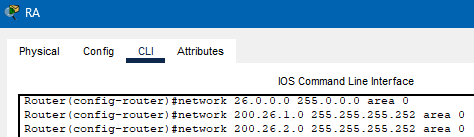 RA
Physical Config CLI Attributes
IOS Command Line Interface
Router(config-router)#network 26.0.0.0 255.0.0.0 area 0
Router(config-router)#network 200.26.1.0 255.255.255.252 area 0
Router(config-router)#network 200.26.2.0 255.255.255.252 area 0